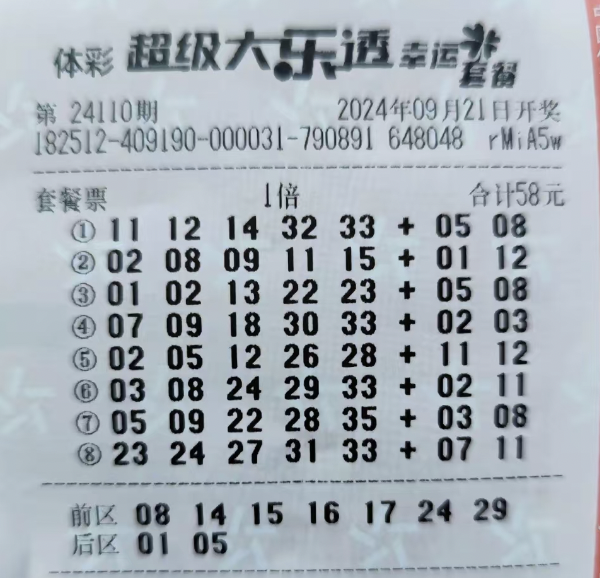 体彩 超级大乐透 幸运套餐
第 24110期 2024年09月21日开奖
182512-409190-000031-790891 648048 rMiA5w
套餐票 1倍 合计58元
① 11 12 14 32 33 + 05 08
② 02 08 09 11 15 + 01 12
③ 01 02 13 22 23 + 05 08
④ 07 09 18 30 33 + 02 03
⑤ 02 05 12 26 28 + 11 12
⑥ 03 08 24 29 33 + 02 11
⑦ 05 09 22 28 35 + 03 08
⑧ 23 24 27 31 33 + 07 11
前区 08 14 15 16 17 24 29
后区 01 05